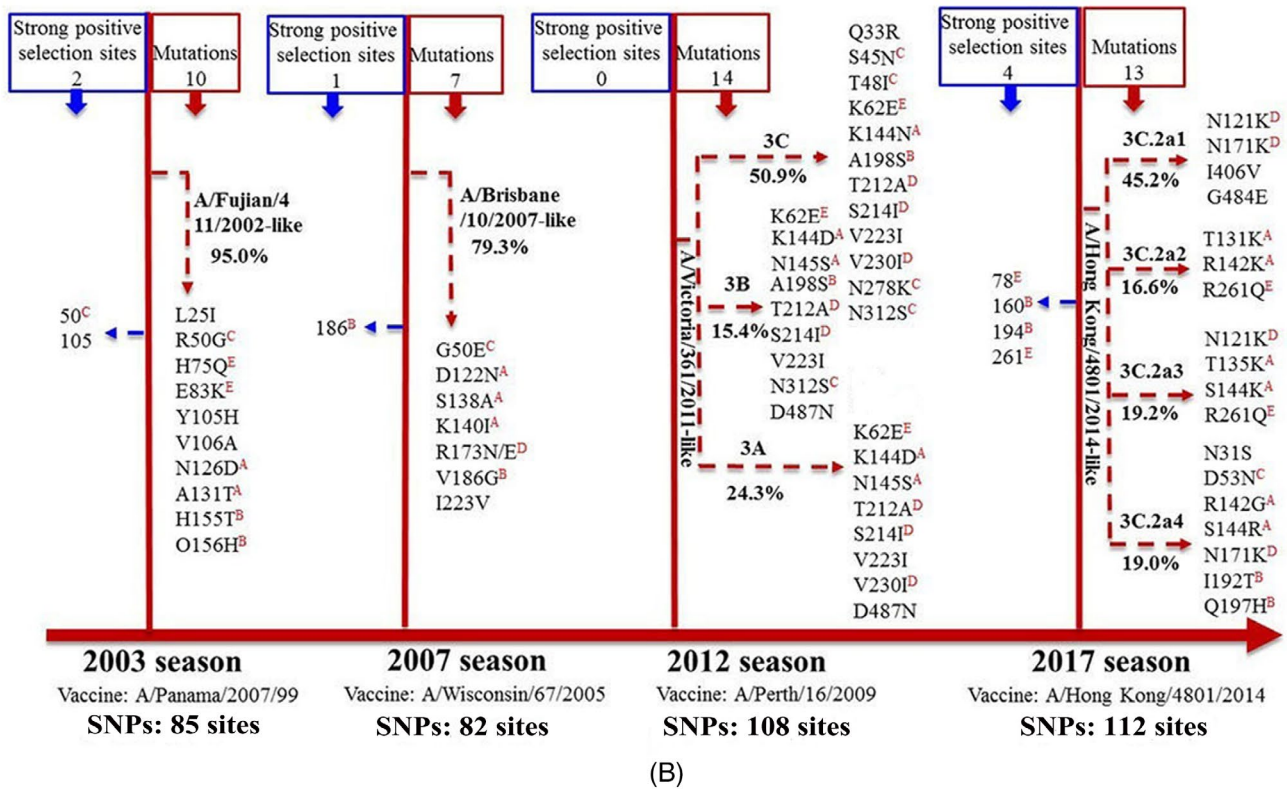 Strong positive
selection sites
2
Mutations
10
A/Fujian/4
11/2002-like
95.0%
50C
105
L25I
R50GC
H75QE
E83KE
Y105H
V106A
N126DA
A131TA
H155TB
O156HB
Strong positive
selection sites
1
Mutations
7
A/Brisbane
/10/2007-like
79.3%
186B
G50EC
D122NA
S138AA
K140IA
R173N/ED
V186GB
I223V
Strong positive
selection sites
0
Mutations
14
A/Victoria/361/2011-like
3C
50.9%
Q33R
S45NC
T48IC
K62EE
K144NA
A198SB
T212AD
S214ID
V223I
V230ID
N278KC
N312SC
3B
15.4%
K62EE
K144DA
N145SA
A198SB
T212AD
S214ID
V223I
N312SC
D487N
3A
24.3%
K62EE
K144DA
N145SA
T212AD
S214ID
V223I
V230ID
D487N
Strong positive
selection sites
4
Mutations
13
78E
160B
194B
261E
A/Hong Kong/4801/2014-like
3C.2a1
45.2%
N121KD
N171KD
I406V
G484E
3C.2a2
16.6%
T131KA
R142KA
R261QE
3C.2a3
19.2%
N121KD
T135KA
S144KA
R261QE
3C.2a4
19.0%
N31S
D53NC
R142GA
S144RA
N171KD
I192TB
Q197HB
2003 season
Vaccine: A/Panama/2007/99
SNPs: 85 sites
2007 season
Vaccine: A/Wisconsin/67/2005
SNPs: 82 sites
2012 season
Vaccine: A/Perth/16/2009
SNPs: 108 sites
2017 season
Vaccine: A/Hong Kong/4801/2014
SNPs: 112 sites
(B)